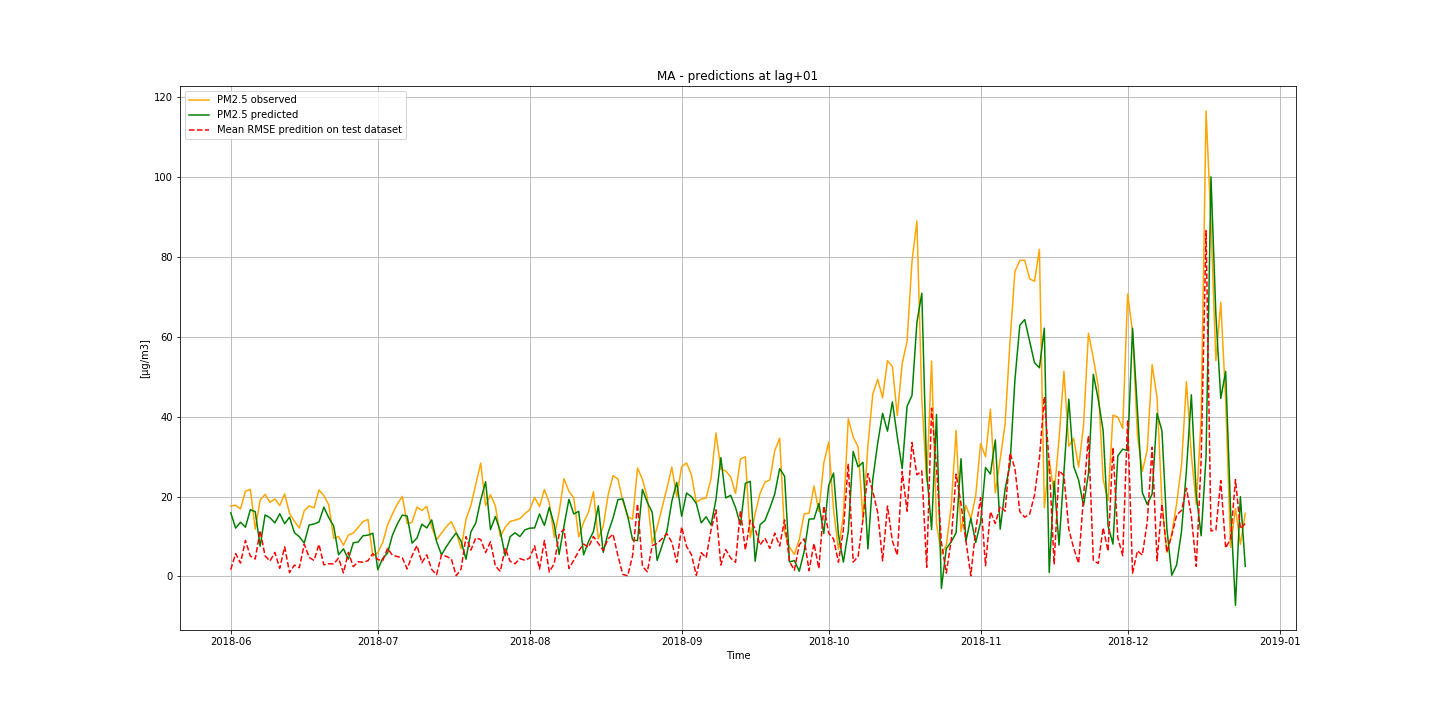 MA - predictions at lag+01
PM2.5 observed
PM2.5 predicted
Mean RMSE predition on test dataset
120
100
80
60
40
20
0
[µg/m3]
2018-06 2018-07 2018-08 2018-09 2018-10 2018-11 2018-12 2019-01
Time